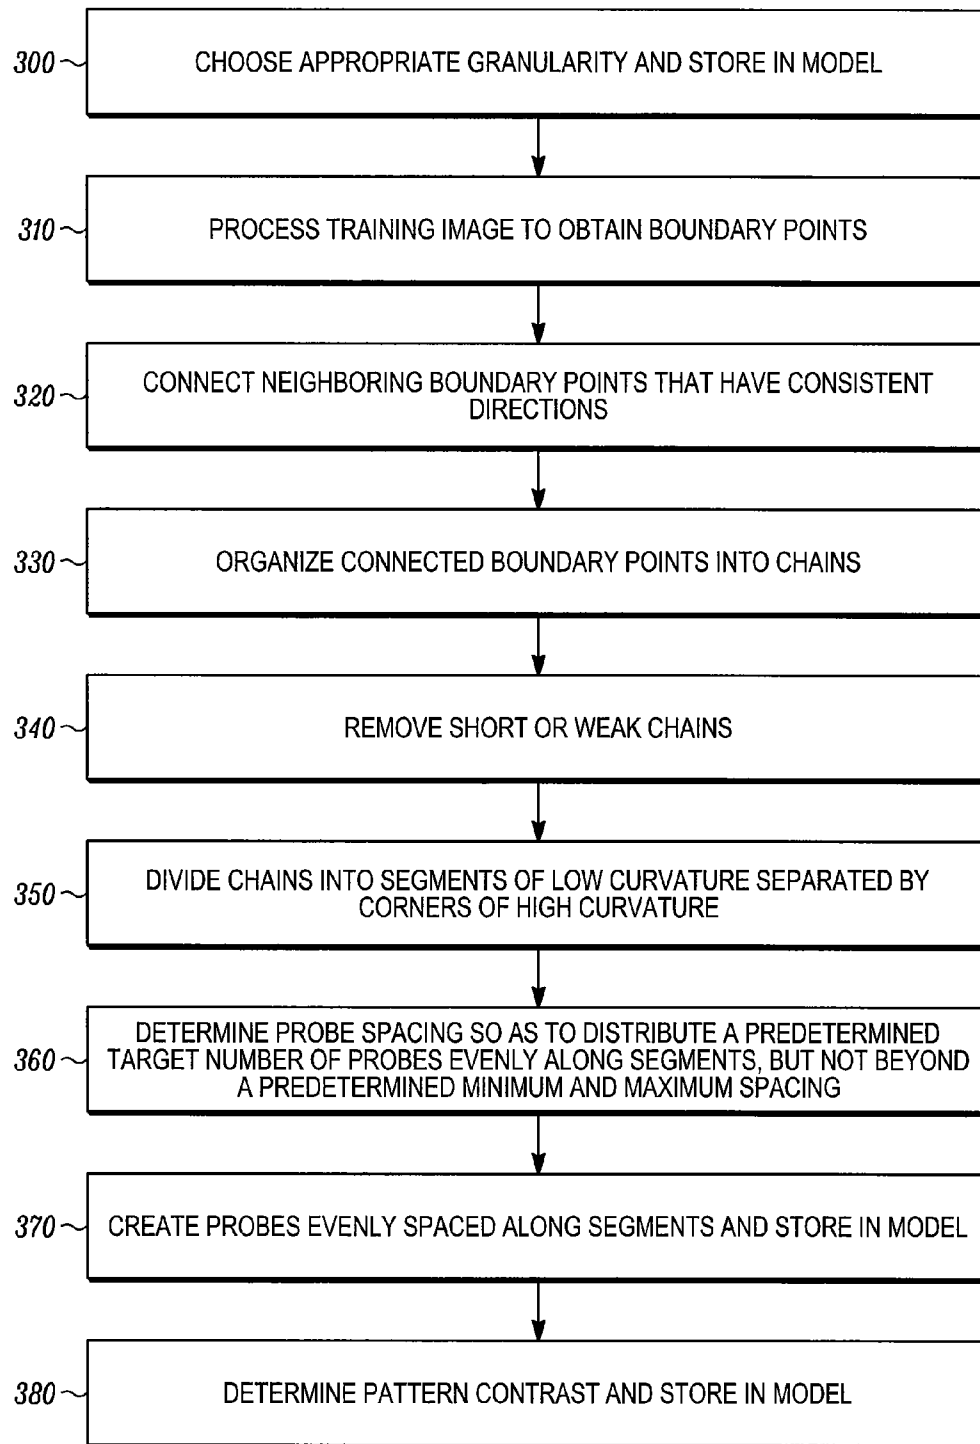 300
CHOOSE APPROPRIATE GRANULARITY AND STORE IN MODEL
310
PROCESS TRAINING IMAGE TO OBTAIN BOUNDARY POINTS
320
CONNECT NEIGHBORING BOUNDARY POINTS THAT HAVE CONSISTENT
DIRECTIONS
330
ORGANIZE CONNECTED BOUNDARY POINTS INTO CHAINS
340
REMOVE SHORT OR WEAK CHAINS
350
DIVIDE CHAINS INTO SEGMENTS OF LOW CURVATURE SEPARATED BY
CORNERS OF HIGH CURVATURE
360
DETERMINE PROBE SPACING SO AS TO DISTRIBUTE A PREDETERMINED
TARGET NUMBER OF PROBES EVENLY ALONG SEGMENTS, BUT NOT BEYOND
A PREDETERMINED MINIMUM AND MAXIMUM SPACING
370
CREATE PROBES EVENLY SPACED ALONG SEGMENTS AND STORE IN MODEL
380
DETERMINE PATTERN CONTRAST AND STORE IN MODEL